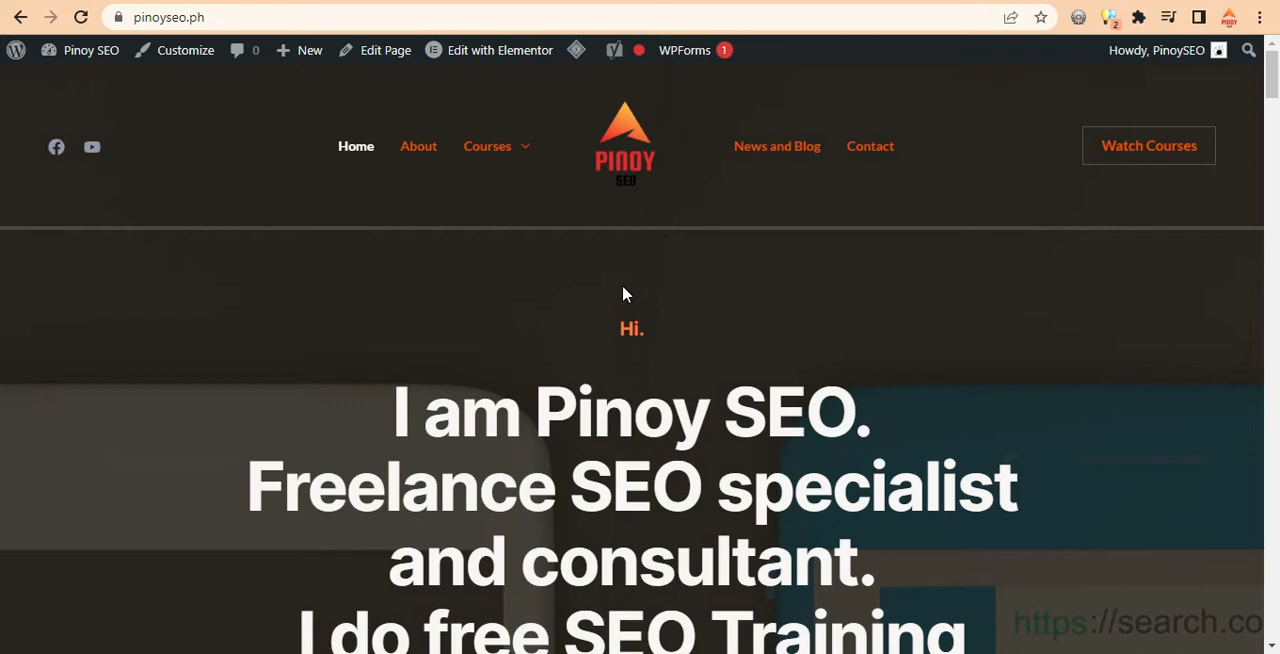 pinoyseo.ph
2
Pinoy SEO Customize 0 New Edit Page Edit with Elementor WPForms 1 Howdy, PinoySEO
Home About Courses PINOY SEO News and Blog Contact Watch Courses
Hi.
I am Pinoy SEO.
Freelance SEO specialist
and consultant.
I do free SEO Training
https://search.co